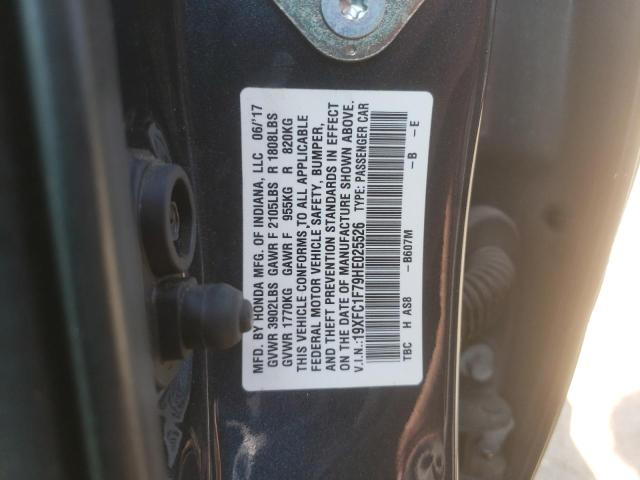 MFD. BY HONDA MFG. OF INDIANA, LLC 06/'17
GVWR 3902LBS GAWR F 2105LBS R 1808LBS
GVWR 1770KG GAWR F 955KG R 820KG
THIS VEHICLE CONFORMS TO ALL APPLICABLE
FEDERAL MOTOR VEHICLE SAFETY, BUMPER,
AND THEFT PREVENTION STANDARDS IN EFFECT
ON THE DATE OF MANUFACTURE SHOWN ABOVE.
V.I.N.:19XFC1F79HE025526 TYPE: PASSENGER CAR
TBC H AS8 –B607M –B –E